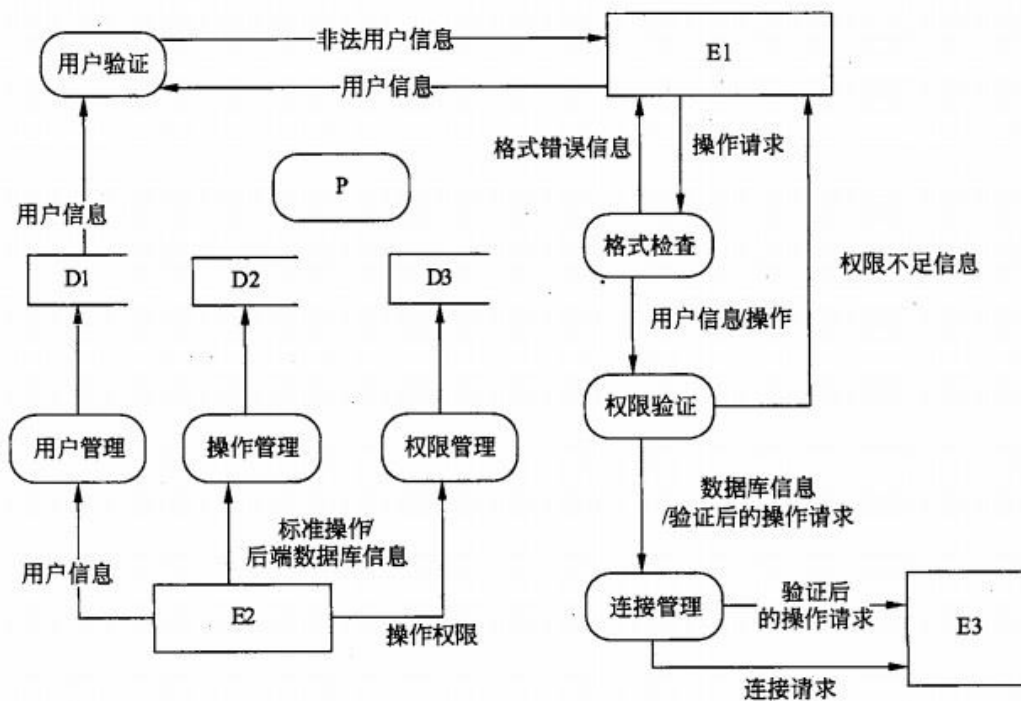 非法用户信息
用户验证
E1
用户信息
格式错误信息
操作请求
P
用户信息
格式检查
权限不足信息
D1
D2
D3
用户信息/操作
权限验证
用户管理
操作管理
权限管理
数据库信息
/验证后的操作请求
标准操作/
后端数据库信息
用户信息
连接管理
验证后
的操作请求
E2
E3
操作权限
连接请求